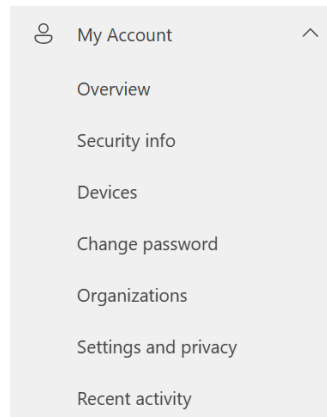 My Account
Overview
Security info
Devices
Change password
Organizations
Settings and privacy
Recent activity